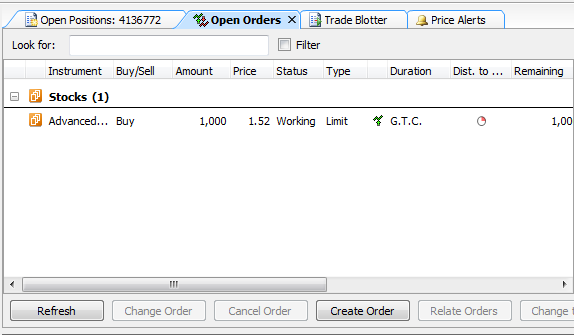 Open Positions: 4136772 Open Orders Trade Blotter Price Alerts
Look for: Filter
Instrument Buy/Sell Amount Price Status Type Duration Dist. to ... Remaining
Stocks (1)
Advanced... Buy 1,000 1.52 Working Limit G.T.C. 1,00
Refresh Change Order Cancel Order Create Order Relate Orders Change t